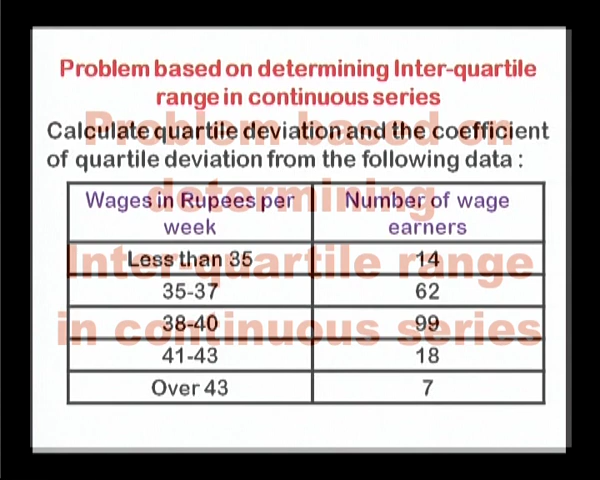 Problem based on determining Inter-quartile
range in continuous series
Calculate quartile deviation and the coefficient
of quartile deviation from the following data :
Wages in Rupees per week Number of wage earners
Less than 35 14
35-37 62
38-40 99
41-43 18
Over 43 7
Problem based on
determining
Inter-quartile range
in continuous series